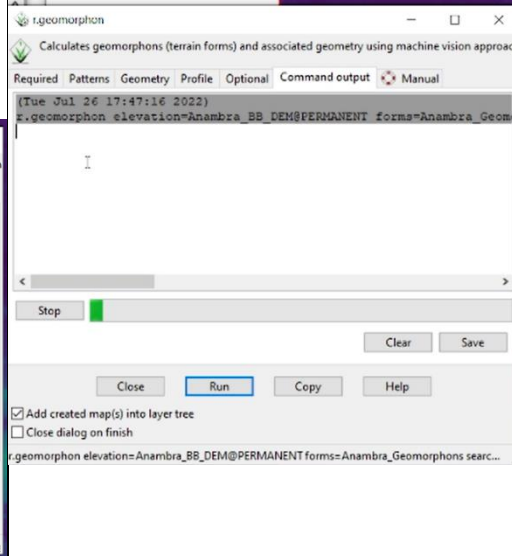 r.geomorphon
Calculates geomorphons (terrain forms) and associated geometry using machine vision approac
Required Patterns Geometry Profile Optional Command output Manual
(Tue Jul 26 17:47:16 2022)
r.geomorphon elevation=Anambra_BB_DEM@PERMANENT forms=Anambra_Geom
Stop
Clear Save
Close Run Copy Help
Add created map(s) into layer tree
Close dialog on finish
r.geomorphon elevation=Anambra_BB_DEM@PERMANENT forms=Anambra_Geomorphons searc...